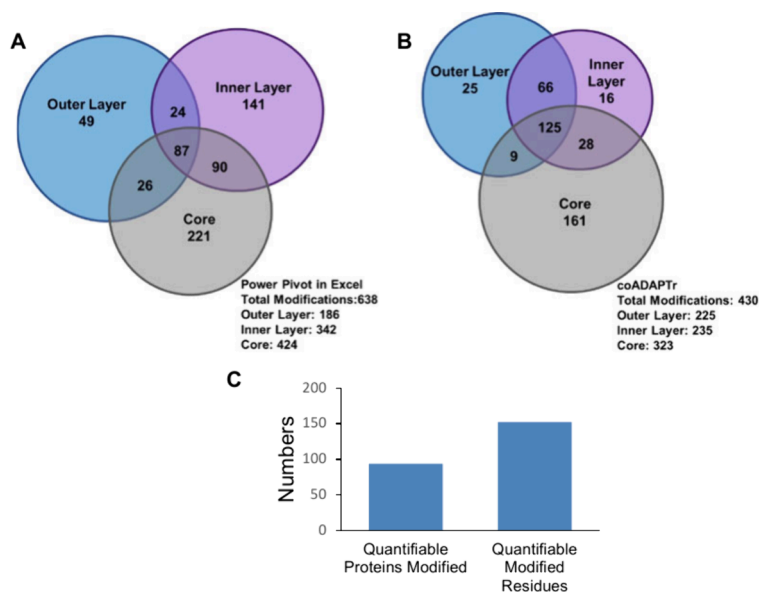 A
Outer Layer
49
24
Inner Layer
141
87
26
90
Core
221
Power Pivot in Excel
Total Modifications:638
Outer Layer: 186
Inner Layer: 342
Core: 424
B
Outer Layer
25
66
Inner
Layer
16
125
9
28
Core
161
coADAPTr
Total Modifications: 430
Outer Layer: 225
Inner Layer: 235
Core: 323
C
Numbers
200
150
100
50
0
Quantifiable
Proteins Modified
Quantifiable
Modified
Residues